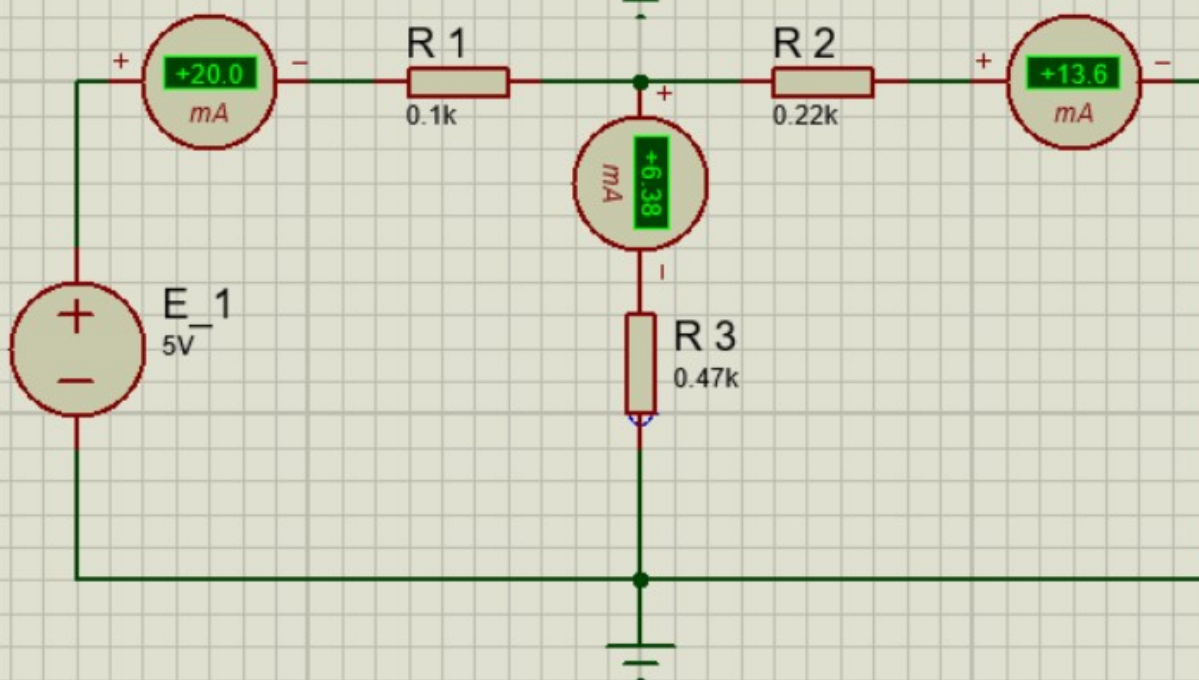 +20.0
mA
R 1
0.1k
R 2
0.22k
+13.6
mA
+6.38
mA
E_1
5V
R 3
0.47k